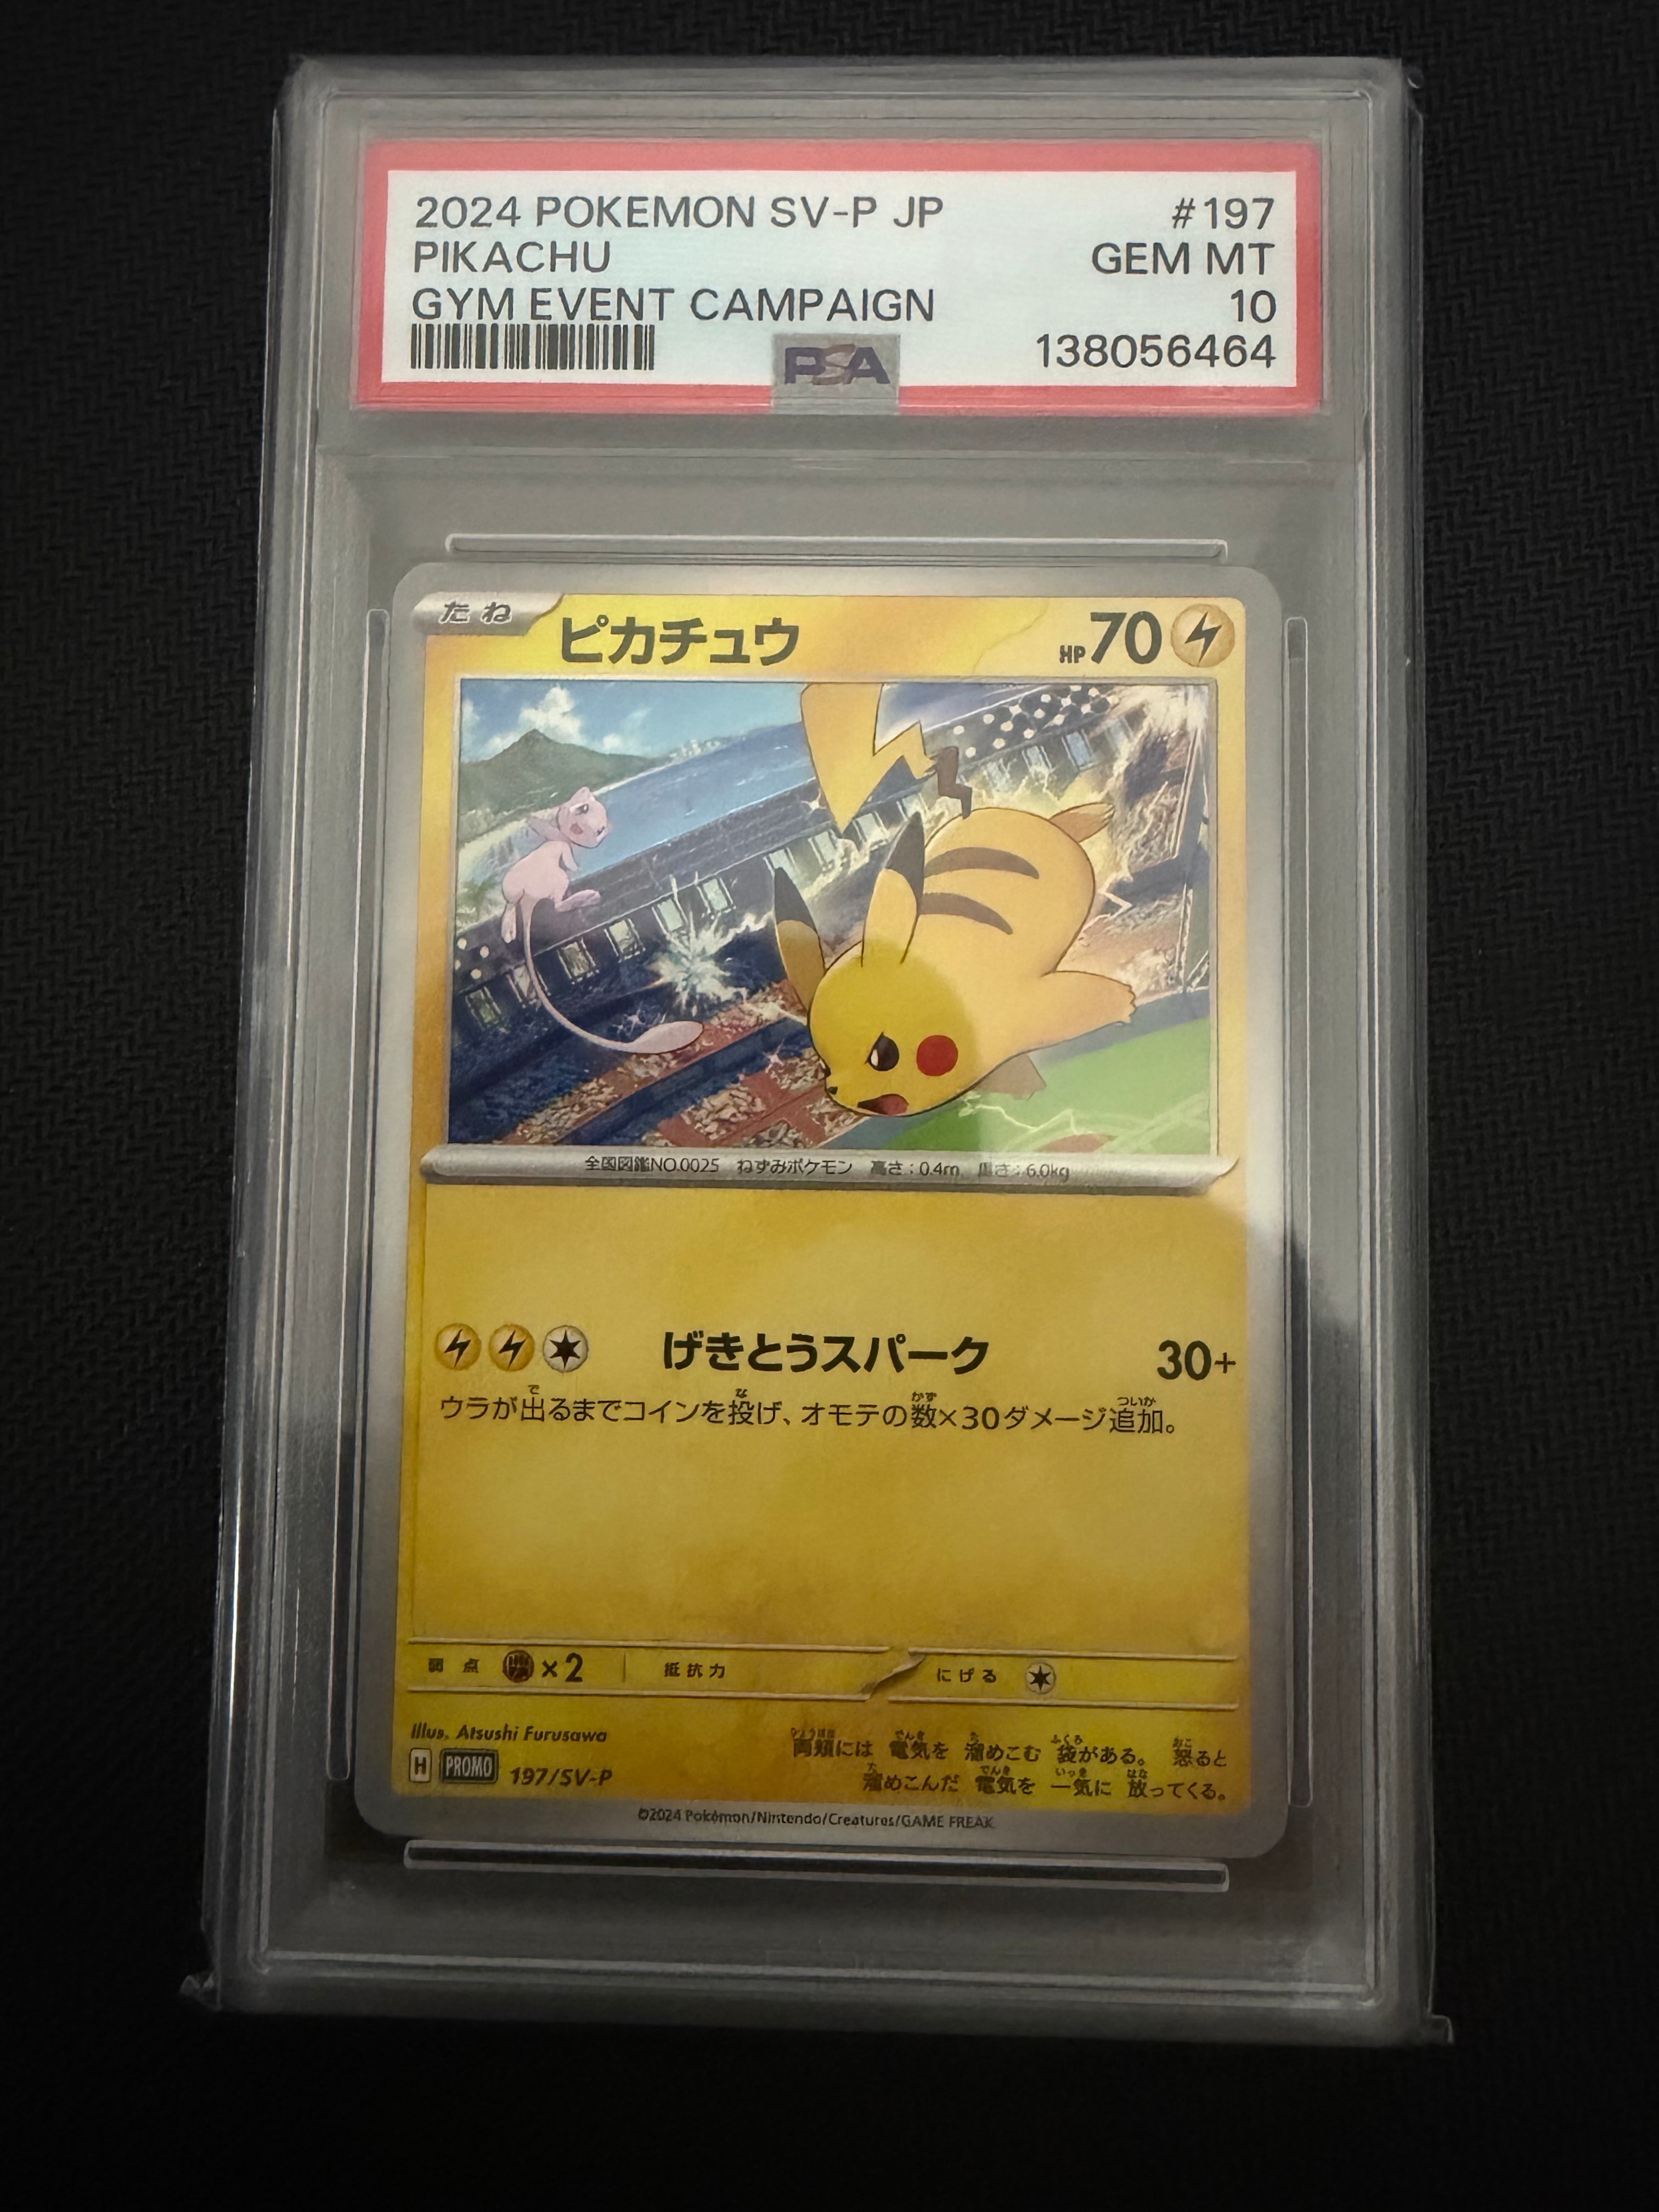 2024 POKEMON SV-P JP #197
PIKACHU GEM MT
GYM EVENT CAMPAIGN 10
PSA 138056464
たね ピカチュウ HP70
全国図鑑NO.0025 ねずみポケモン 高さ:0.4m 重さ:6.0kg
げきとうスパーク 30+
ウラが出るまでコインを投げ、オモテの数×30ダメージ追加。
弱点 ×2 抵抗力 にげる
Illus. Atsushi Furusawa
H PROMO 197/SV-P
両頬には 電気を 溜めこむ 袋がある。 怒ると
溜めこんだ 電気を 一気に 放ってくる。
©2024 Pokémon/Nintendo/Creatures/GAME FREAK